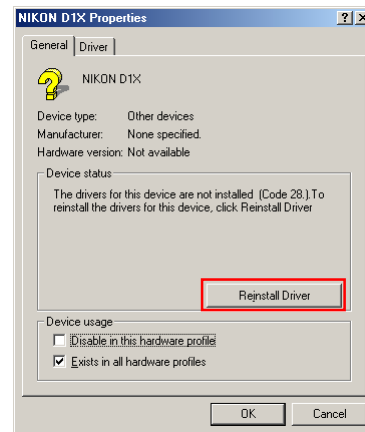 NIKON D1X Properties
General Driver
NIKON D1X
Device type: Other devices
Manufacturer: None specified.
Hardware version: Not available
Device status
The drivers for this device are not installed (Code 28.).To
reinstall the drivers for this device, click Reinstall Driver
Reinstall Driver
Device usage
Disable in this hardware profile
Exists in all hardware profiles
OK Cancel